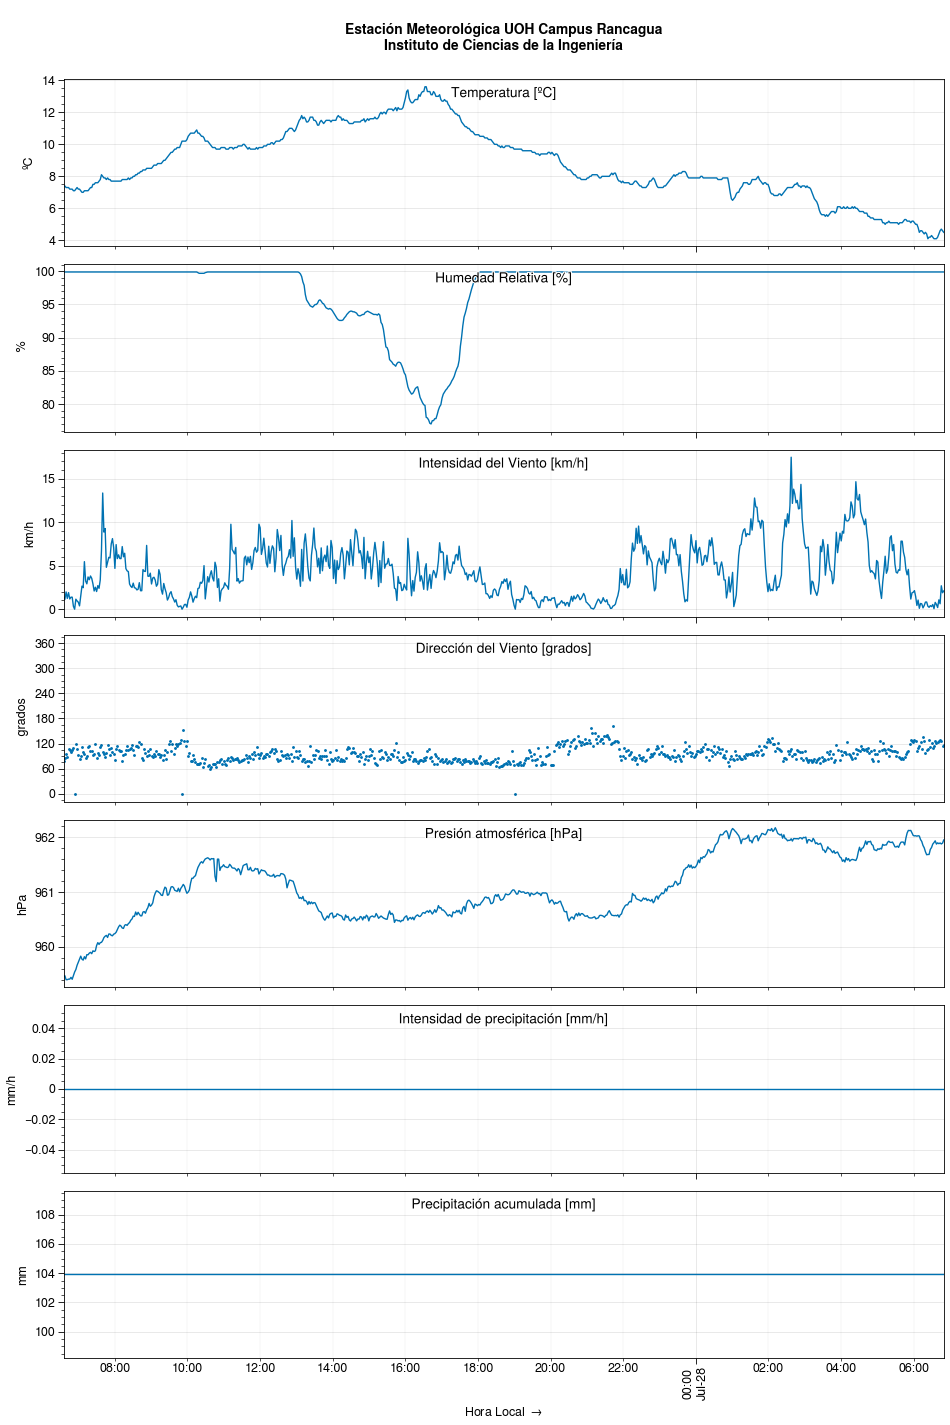 Estación Meteorológica UOH Campus Rancagua
Instituto de Ciencias de la Ingeniería
Temperatura [ºC]
ºC
14
12
10
8
6
4
Humedad Relativa [%]
%
100
95
90
85
80
Intensidad del Viento [km/h]
km/h
15
10
5
0
Dirección del Viento [grados]
grados
360
300
240
180
120
60
0
Presión atmosférica [hPa]
hPa
962
961
960
Intensidad de precipitación [mm/h]
mm/h
0.04
0.02
0
−0.02
−0.04
Precipitación acumulada [mm]
mm
108
106
104
102
100
08:00 10:00 12:00 14:00 16:00 18:00 20:00 22:00 00:00 02:00 04:00 06:00
Jul-28
Hora Local →